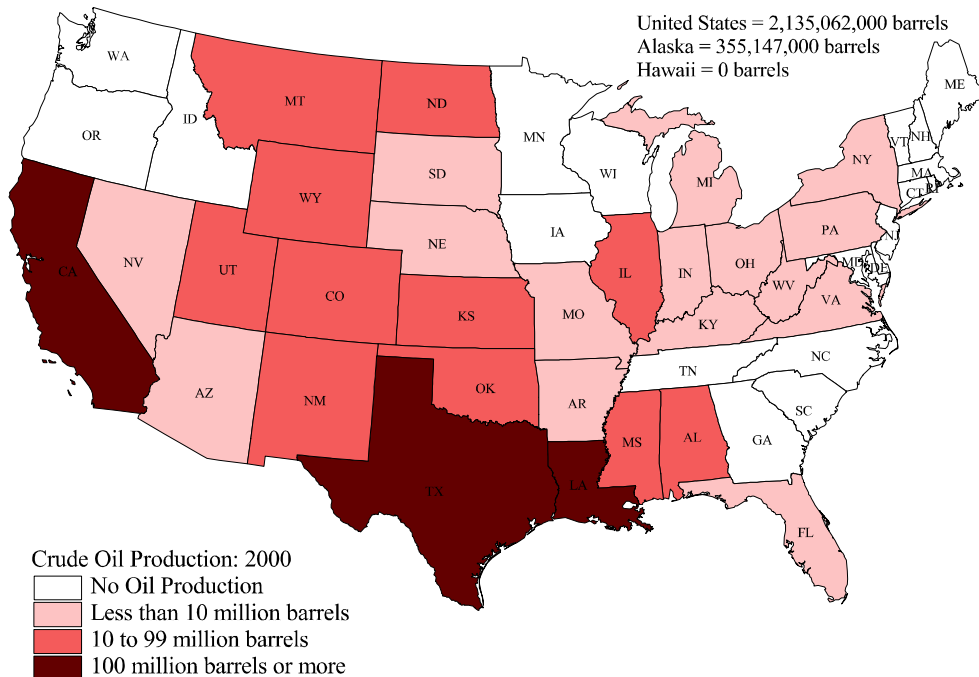 United States = 2,135,062,000 barrels
Alaska = 355,147,000 barrels
Hawaii = 0 barrels
WA
ME
MT
ND
ID
MN
OR
VT
NH
NY
WI
MA
SD
MI
CT
RI
WY
IA
PA
NJ
NE
OH
MD
DE
NV
UT
IL
IN
CA
CO
WV
VA
KS
MO
KY
NC
TN
OK
AZ
NM
AR
SC
MS
AL
GA
LA
TX
FL
Crude Oil Production: 2000
No Oil Production
Less than 10 million barrels
10 to 99 million barrels
100 million barrels or more